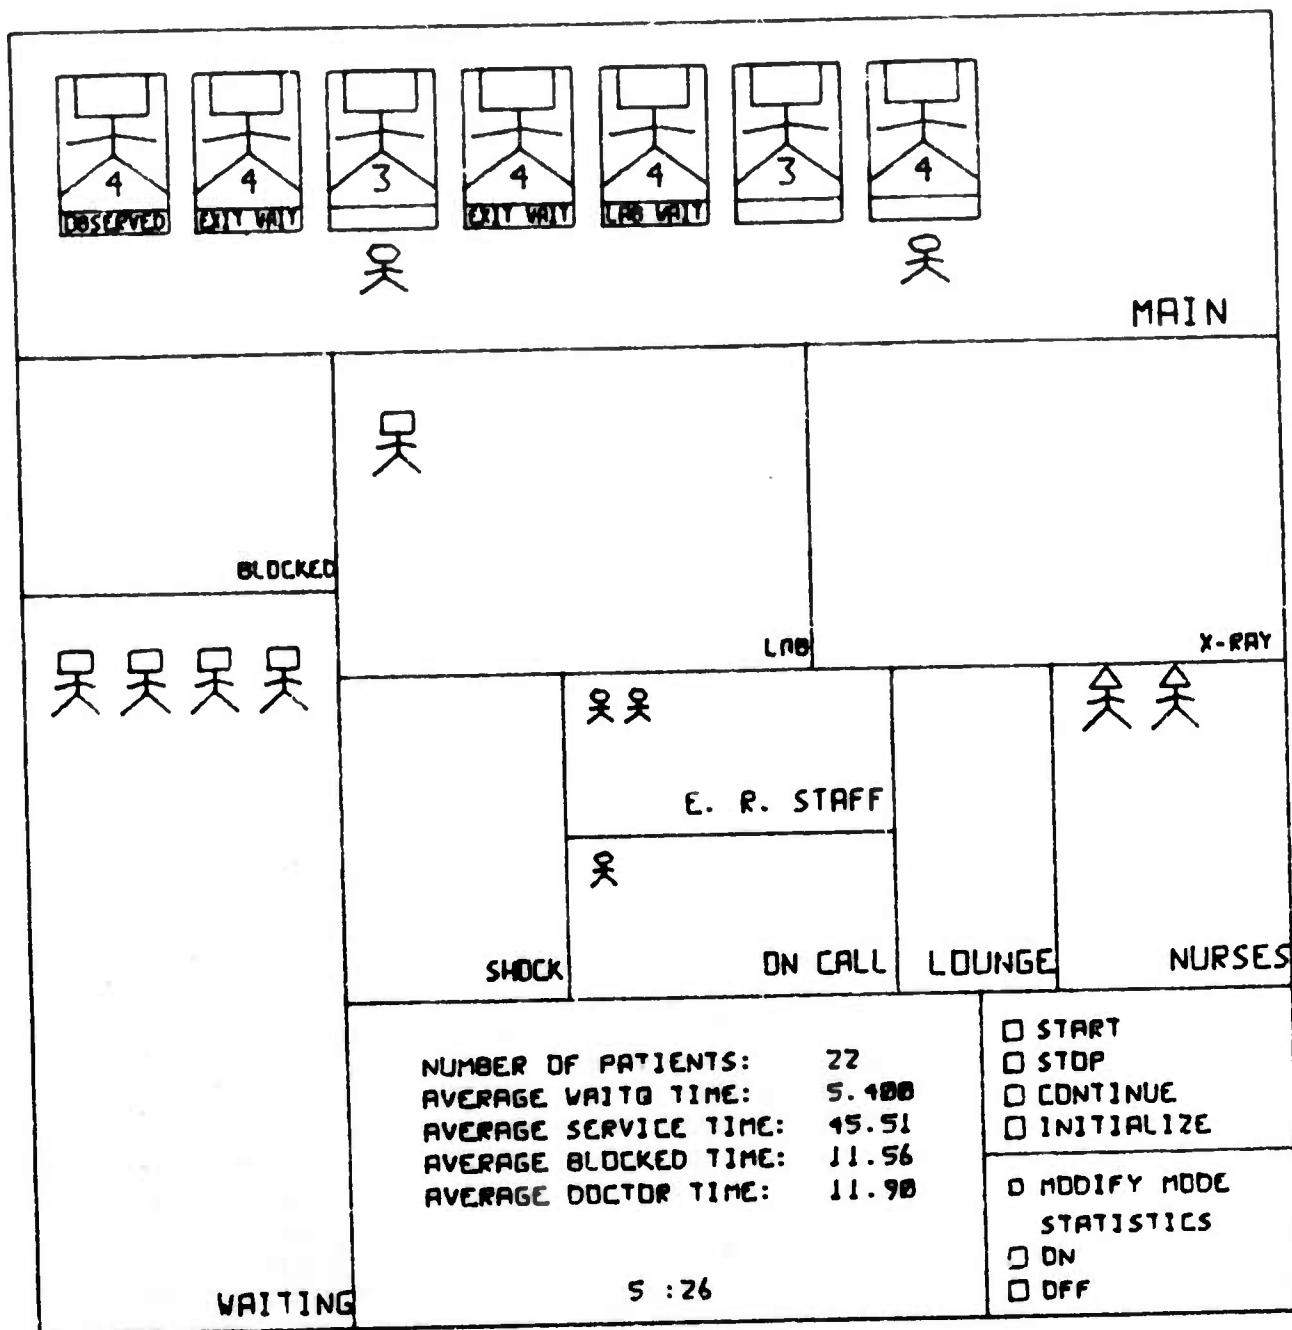 4 4 3 4 4 3 4
OBSERVED EXIT WAIT EXIT WAIT LAB WAIT
MAIN
BLOCKED
LAB
X-RAY
E. R. STAFF
SHOCK
ON CALL
LOUNGE
NURSES
NUMBER OF PATIENTS: 22
AVERAGE WAITQ TIME: 5.400
AVERAGE SERVICE TIME: 45.51
AVERAGE BLOCKED TIME: 11.56
AVERAGE DOCTOR TIME: 11.90
5 :26
START
STOP
CONTINUE
INITIALIZE
MODIFY MODE
STATISTICS
ON
OFF
WAITING